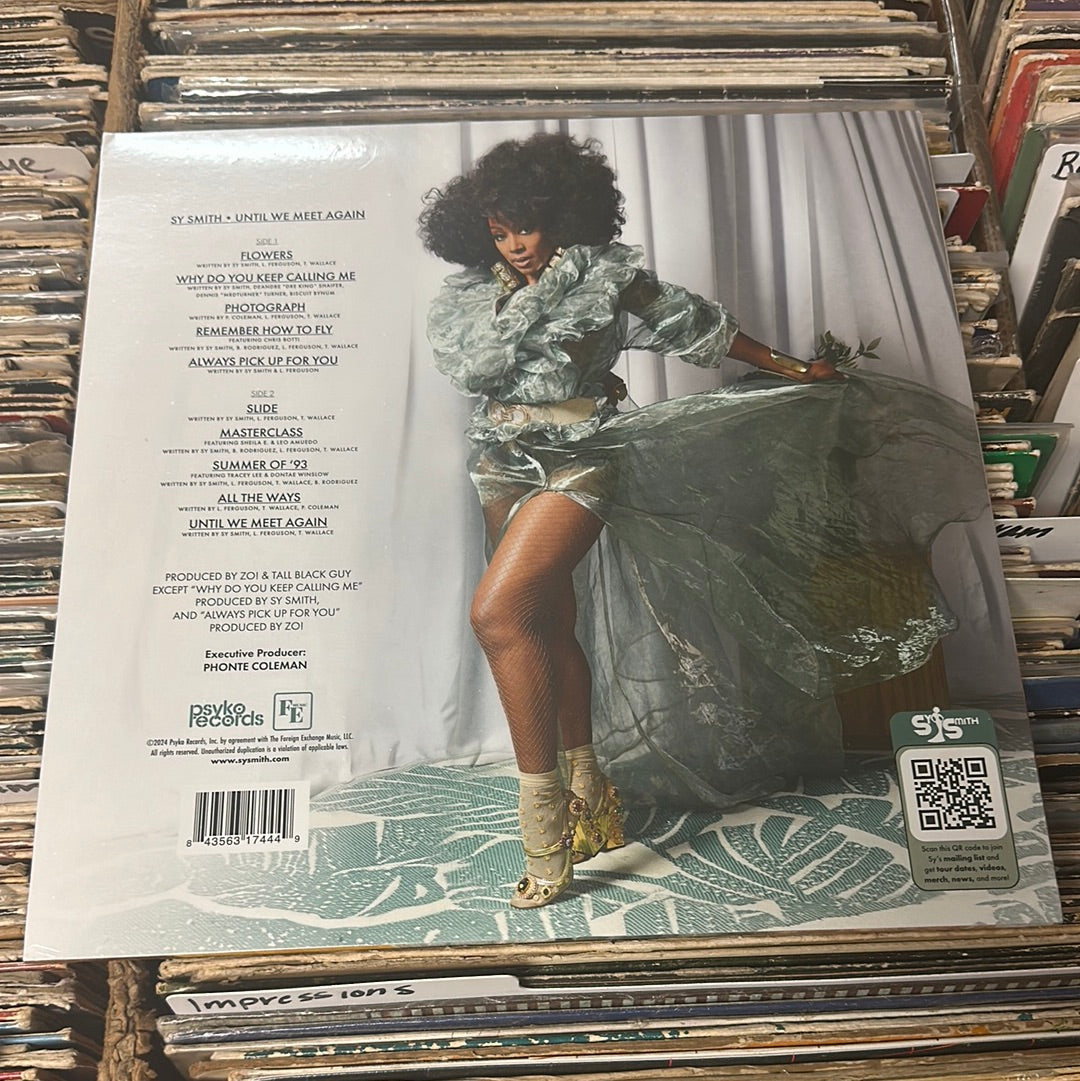 ye
SY SMITH • UNTIL WE MEET AGAIN
SIDE 1
FLOWERS
WRITTEN BY SY SMITH, L. FERGUSON, T. WALLACE
WHY DO YOU KEEP CALLING ME
WRITTEN BY SY SMITH, DEANDRE "DRE KING" SHAIFER,
DENNIS "MRDTURNER" TURNER, BISCUIT BYNUM
PHOTOGRAPH
WRITTEN BY P. COLEMAN, L. FERGUSON, T. WALLACE
REMEMBER HOW TO FLY
FEATURING CHRIS BOTTI
WRITTEN BY SY SMITH, B. RODRIGUEZ, L. FERGUSON, T. WALLACE
ALWAYS PICK UP FOR YOU
WRITTEN BY SY SMITH & L. FERGUSON
SIDE 2
SLIDE
WRITTEN BY SY SMITH, L. FERGUSON, T. WALLACE
MASTERCLASS
FEATURING SHEILA E. & LEO AMUEDO
WRITTEN BY SY SMITH, B. RODRIGUEZ, L. FERGUSON, T. WALLACE
SUMMER OF '93
FEATURING TRACEY LEE & DONTAE WINSLOW
WRITTEN BY SY SMITH, L. FERGUSON, T. WALLACE, B. RODRIGUEZ
ALL THE WAYS
WRITTEN BY L. FERGUSON, T. WALLACE, P. COLEMAN
UNTIL WE MEET AGAIN
WRITTEN BY SY SMITH, L. FERGUSON, T. WALLACE
PRODUCED BY ZO! & TALL BLACK GUY
EXCEPT "WHY DO YOU KEEP CALLING ME"
PRODUCED BY SY SMITH,
AND "ALWAYS PICK UP FOR YOU"
PRODUCED BY ZO!
Executive Producer:
PHONTE COLEMAN
psyko records
FE MUSIC
©2024 Psyko Records, Inc. by agreement with The Foreign Exchange Music, LLC.
All rights reserved. Unauthorized duplication is a violation of applicable laws.
www.sysmith.com
8 43563 17444 9
SY SMITH
Scan this QR code to join
Sy's mailing list and
get tour dates, videos,
merch, news, and more!
Impressions